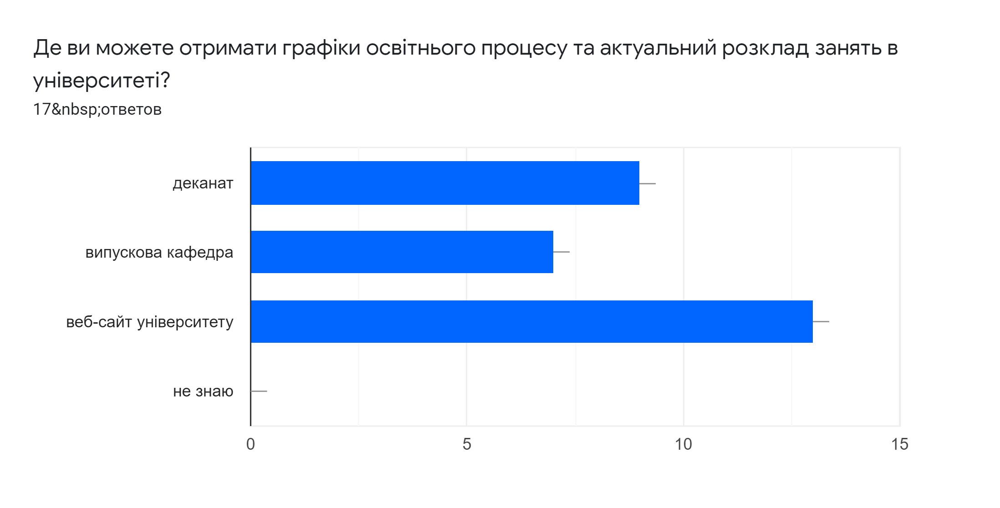 Де ви можете отримати графіки освітнього процесу та актуальний розклад занять в
університеті?
17&nbsp;ответов
деканат
випускова кафедра
веб-сайт університету
не знаю
0 5 10 15